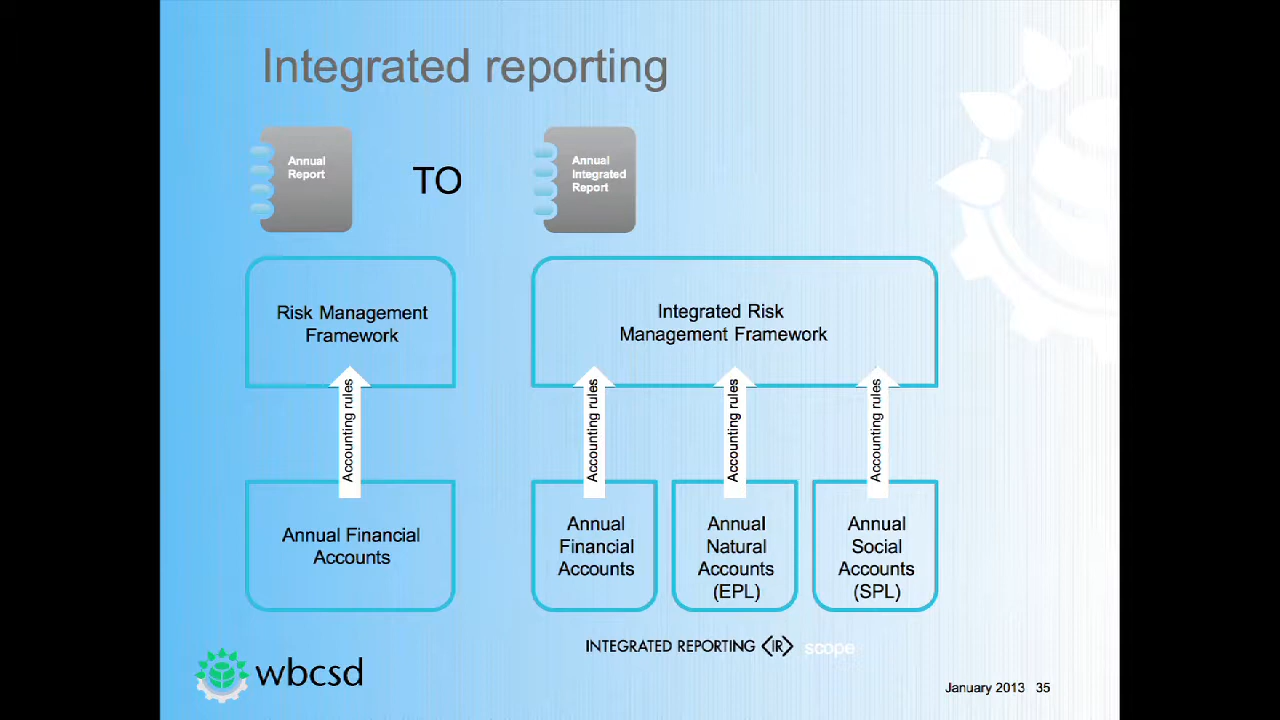 Integrated reporting
Annual
Report
TO
Annual
Integrated
Report
Risk Management
Framework
Integrated Risk
Management Framework
Accounting rules
Accounting rules
Accounting rules
Accounting rules
Annual Financial
Accounts
Annual
Financial
Accounts
Annual
Natural
Accounts
(EPL)
Annual
Social
Accounts
(SPL)
INTEGRATED REPORTING <IR> scope
wbcsd
January 2013 35